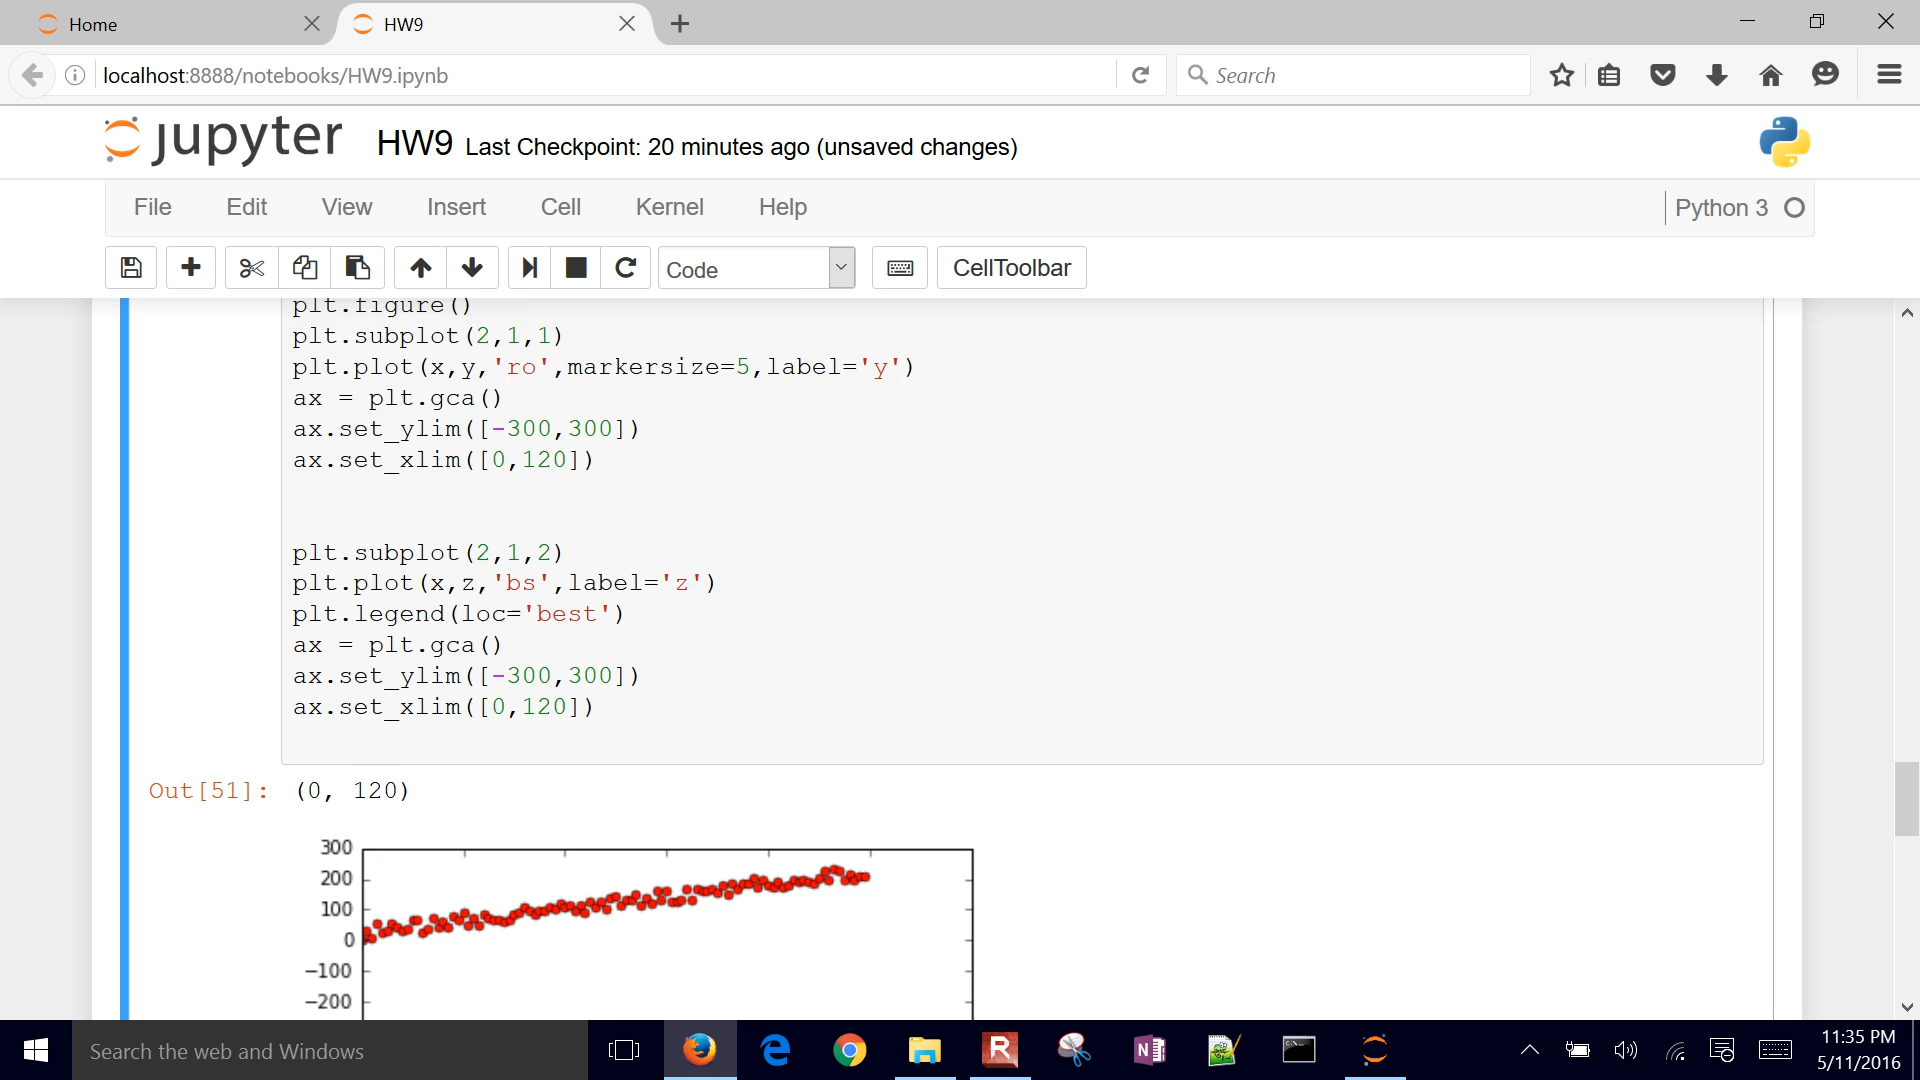 Home
HW9
localhost:8888/notebooks/HW9.ipynb
Search
jupyter HW9 Last Checkpoint: 20 minutes ago (unsaved changes)
File Edit View Insert Cell Kernel Help Python 3
Code CellToolbar
plt.figure()
plt.subplot(2,1,1)
plt.plot(x,y,'ro',markersize=5,label='y')
ax = plt.gca()
ax.set_ylim([-300,300])
ax.set_xlim([0,120])
plt.subplot(2,1,2)
plt.plot(x,z,'bs',label='z')
plt.legend(loc='best')
ax = plt.gca()
ax.set_ylim([-300,300])
ax.set_xlim([0,120])
Out[51]: (0, 120)
300
200
100
0
−100
−200
Search the web and Windows
11:35 PM
5/11/2016